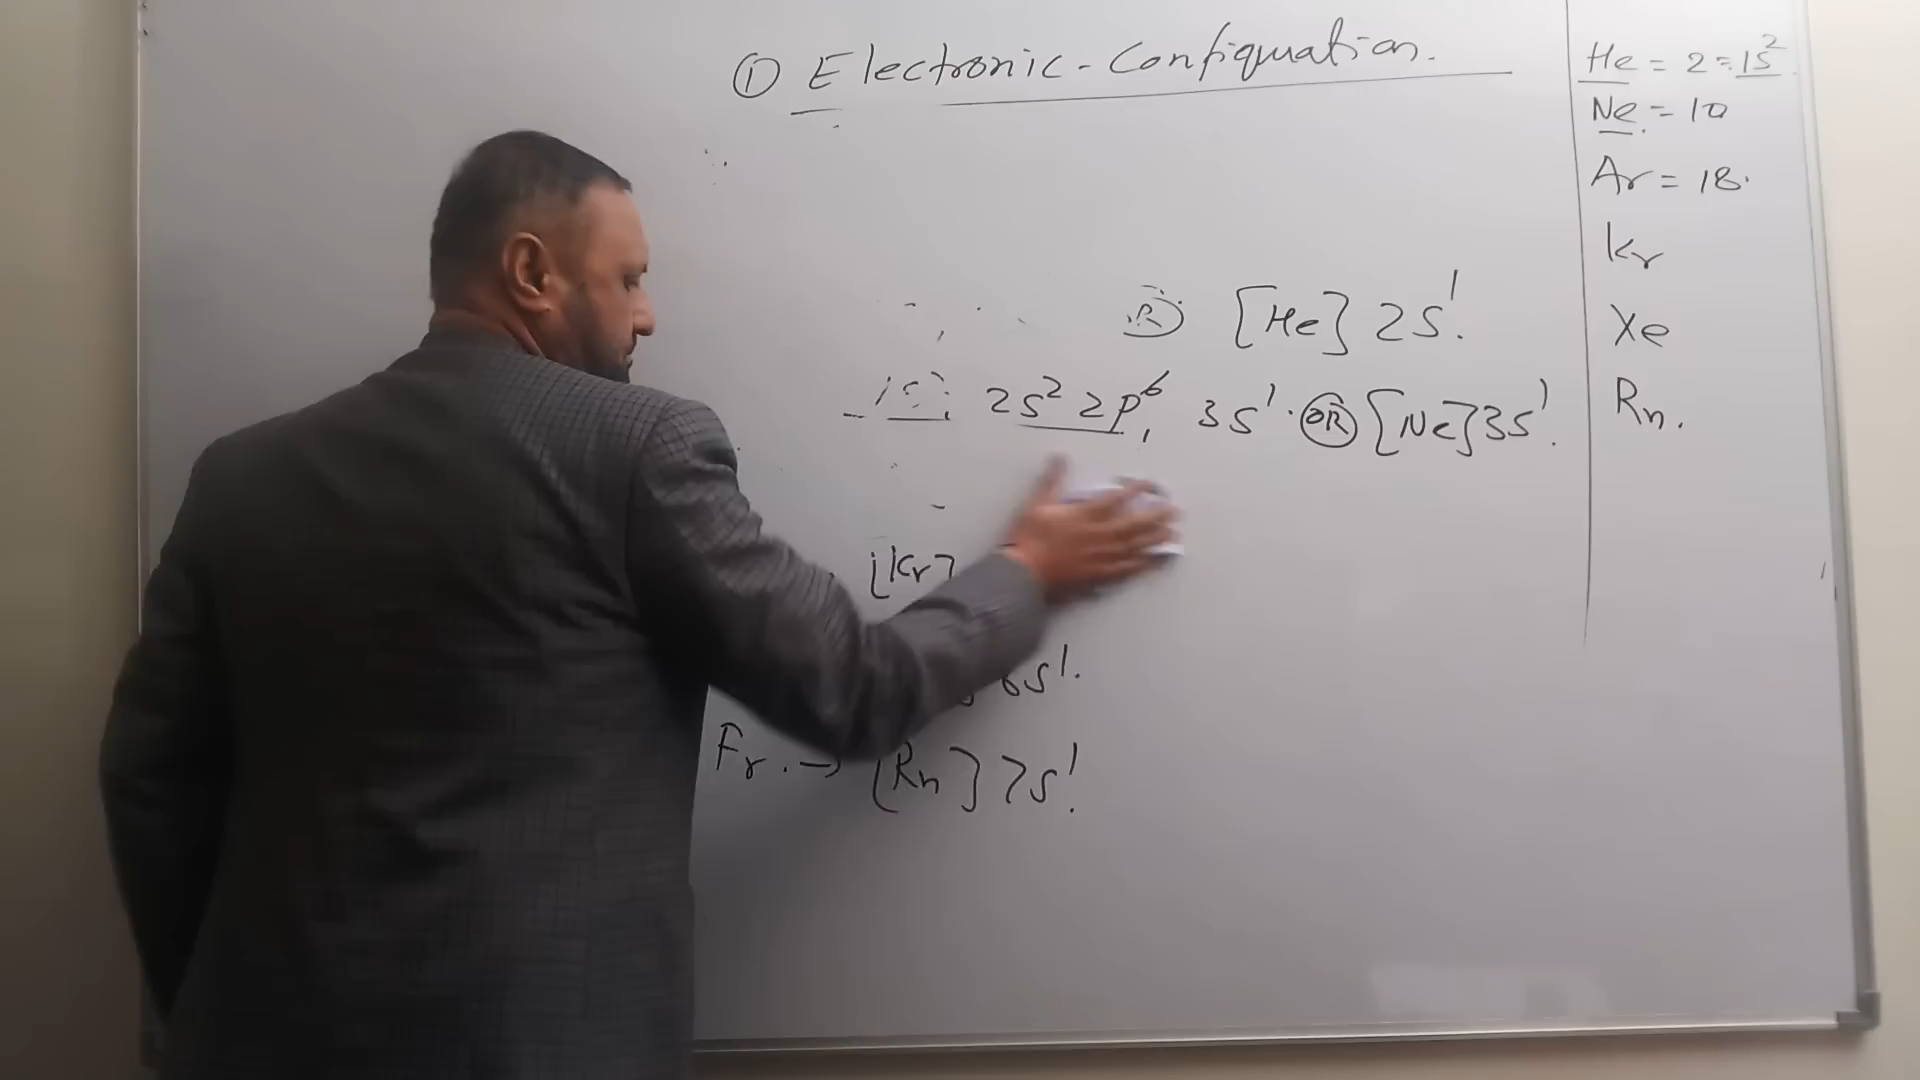 ① Electronic-Configuration.
(R) [He] 2s¹.
1s² 2s² 2p⁶, 3s¹. (OR) [Ne]3s¹.
[Kr]
6s¹.
Fr. → [Rn] 7s¹.
He = 2 = 1s²
Ne = 10
Ar = 18.
Kr
Xe
Rn.